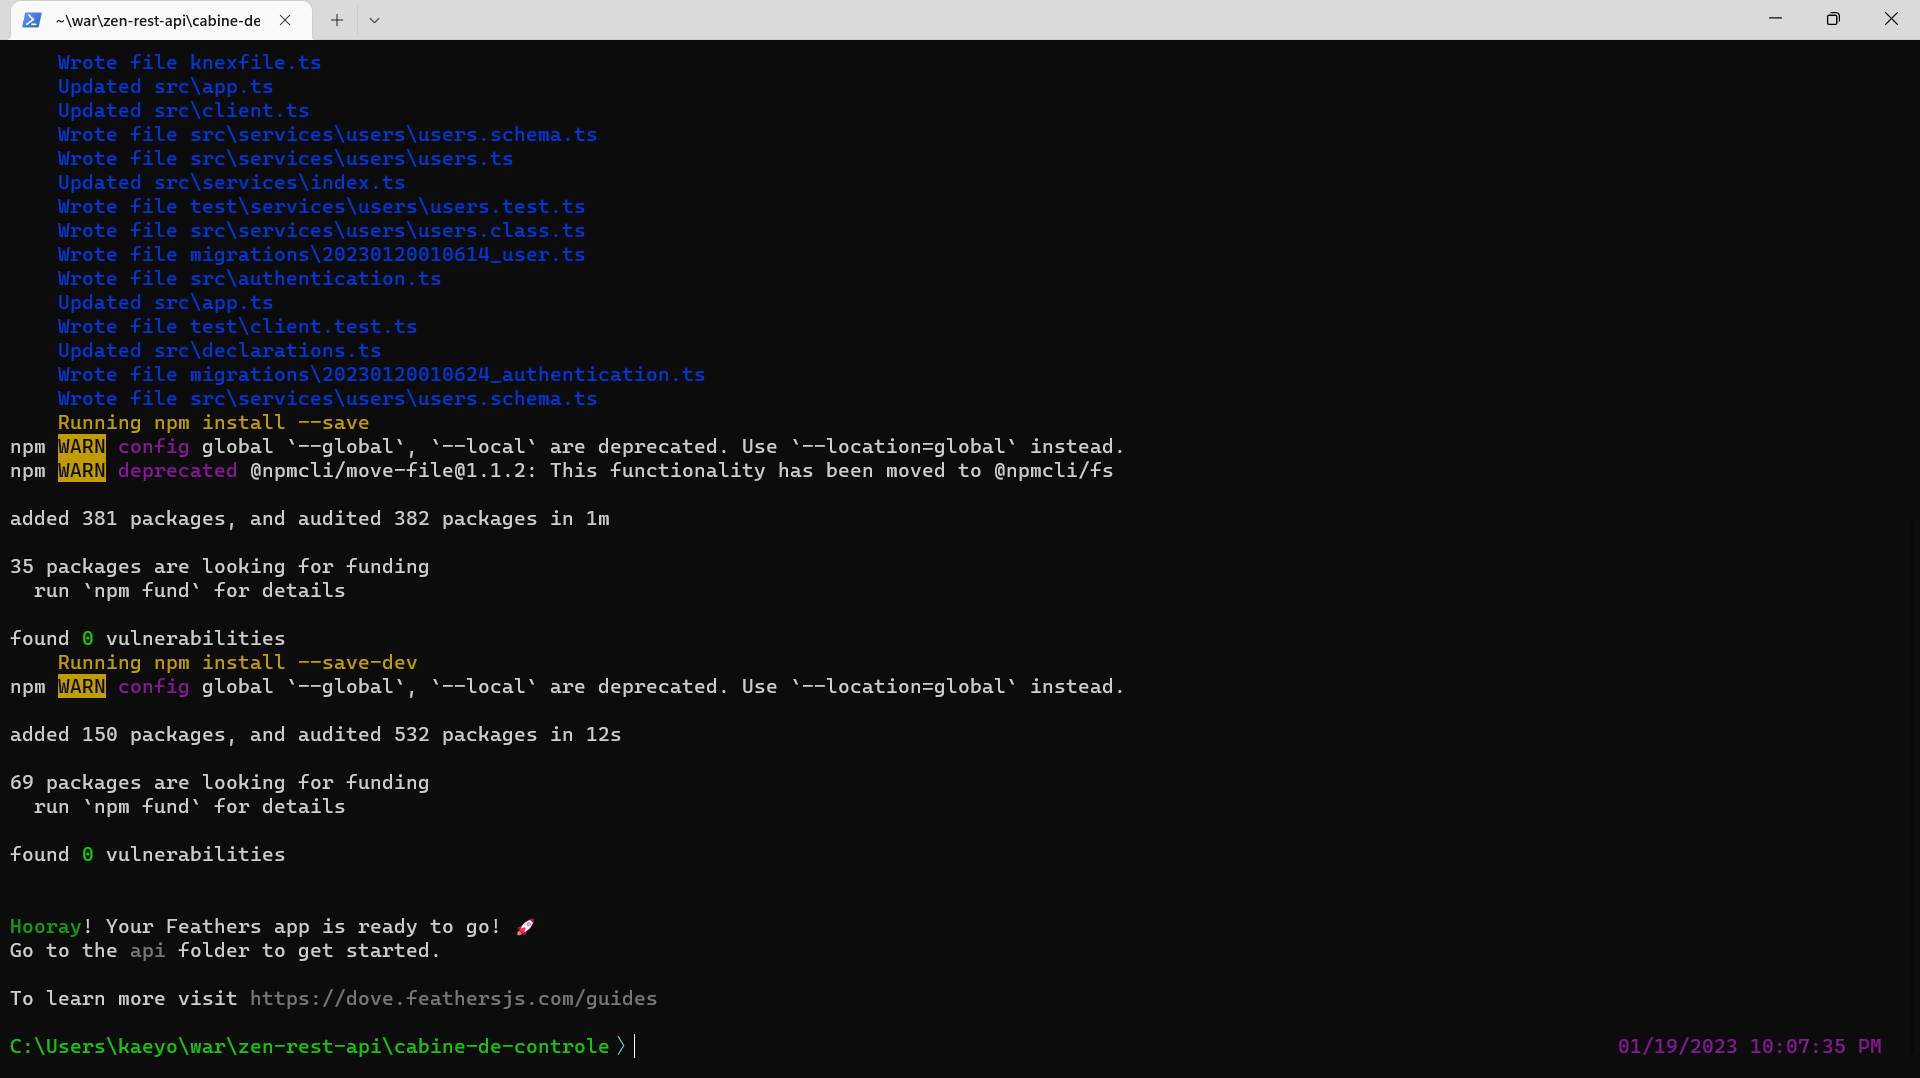 ~\war\zen-rest-api\cabine-de
Wrote file knexfile.ts
Updated src\app.ts
Updated src\client.ts
Wrote file src\services\users\users.schema.ts
Wrote file src\services\users\users.ts
Updated src\services\index.ts
Wrote file test\services\users\users.test.ts
Wrote file src\services\users\users.class.ts
Wrote file migrations\20230120010614_user.ts
Wrote file src\authentication.ts
Updated src\app.ts
Wrote file test\client.test.ts
Updated src\declarations.ts
Wrote file migrations\20230120010624_authentication.ts
Wrote file src\services\users\users.schema.ts
Running npm install --save
npm WARN config global `--global`, `--local` are deprecated. Use `--location=global` instead.
npm WARN deprecated @npmcli/move-file@1.1.2: This functionality has been moved to @npmcli/fs
added 381 packages, and audited 382 packages in 1m
35 packages are looking for funding
run `npm fund` for details
found 0 vulnerabilities
Running npm install --save-dev
npm WARN config global `--global`, `--local` are deprecated. Use `--location=global` instead.
added 150 packages, and audited 532 packages in 12s
69 packages are looking for funding
run `npm fund` for details
found 0 vulnerabilities
Hooray! Your Feathers app is ready to go! 🚀
Go to the api folder to get started.
To learn more visit https://dove.feathersjs.com/guides
C:\Users\kaeyo\war\zen-rest-api\cabine-de-controle 〉 01/19/2023 10:07:35 PM